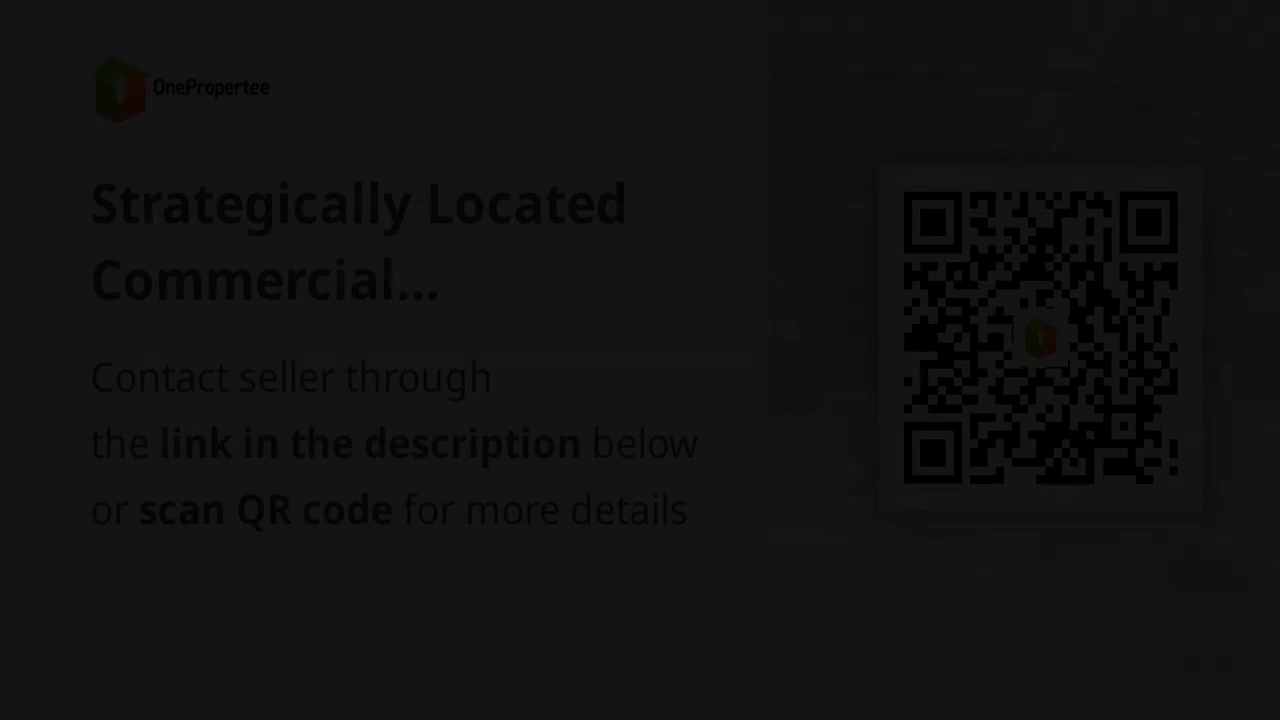 OnePropertee
Strategically Located
Commercial...
Contact seller through
the link in the description below
or scan QR code for more details